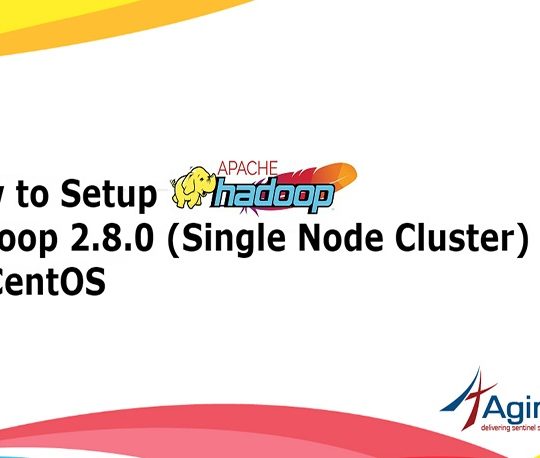 APACHE
hadoop
to Setup
oop 2.8.0 (Single Node Cluster)
CentOS
Agi
delivering sentinel s